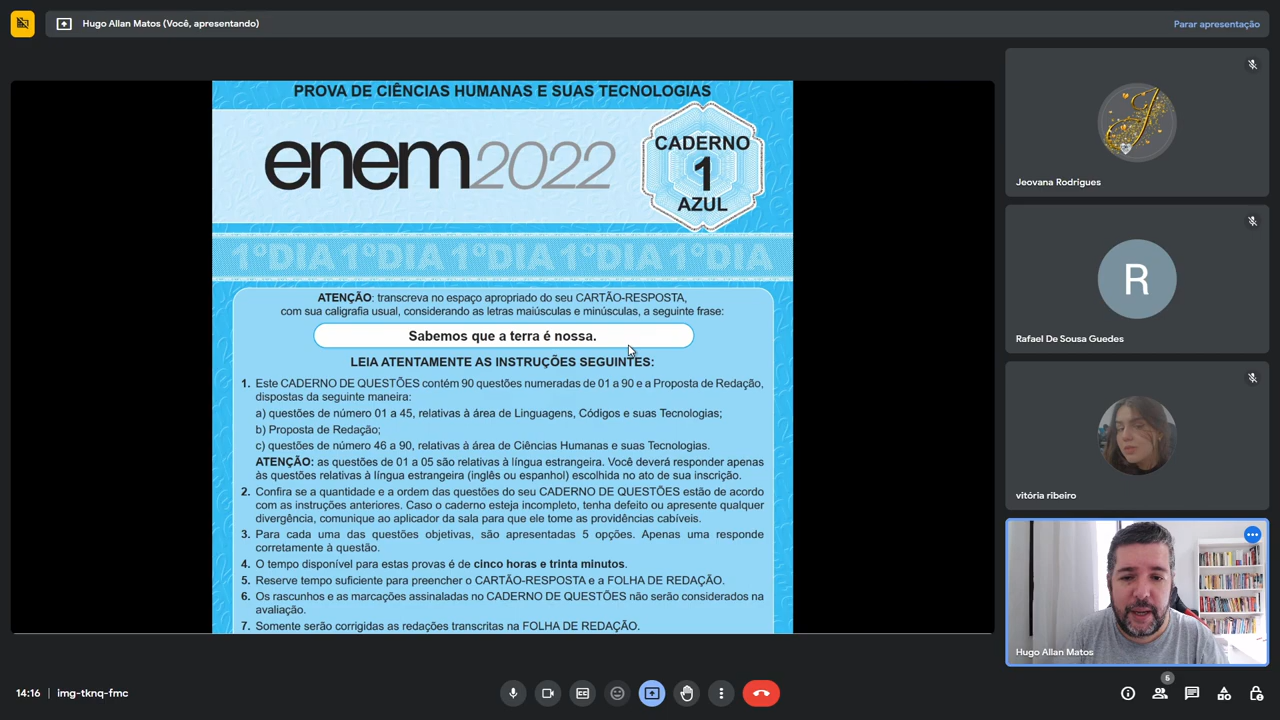 Hugo Allan Matos (Você, apresentando)
Parar apresentação
PROVA DE CIÊNCIAS HUMANAS E SUAS TECNOLOGIAS
enem2022
CADERNO
1
AZUL
1ºDIA 1ºDIA 1ºDIA 1ºDIA 1ºDIA
ATENÇÃO: transcreva no espaço apropriado do seu CARTÃO-RESPOSTA,
com sua caligrafia usual, considerando as letras maiúsculas e minúsculas, a seguinte frase:
Sabemos que a terra é nossa.
LEIA ATENTAMENTE AS INSTRUÇÕES SEGUINTES:
1. Este CADERNO DE QUESTÕES contém 90 questões numeradas de 01 a 90 e a Proposta de Redação,
dispostas da seguinte maneira:
a) questões de número 01 a 45, relativas à área de Linguagens, Códigos e suas Tecnologias;
b) Proposta de Redação;
c) questões de número 46 a 90, relativas à área de Ciências Humanas e suas Tecnologias.
ATENÇÃO: as questões de 01 a 05 são relativas à língua estrangeira. Você deverá responder apenas
às questões relativas à língua estrangeira (inglês ou espanhol) escolhida no ato de sua inscrição.
2. Confira se a quantidade e a ordem das questões do seu CADERNO DE QUESTÕES estão de acordo
com as instruções anteriores. Caso o caderno esteja incompleto, tenha defeito ou apresente qualquer
divergência, comunique ao aplicador da sala para que ele tome as providências cabíveis.
3. Para cada uma das questões objetivas, são apresentadas 5 opções. Apenas uma responde
corretamente à questão.
4. O tempo disponível para estas provas é de cinco horas e trinta minutos.
5. Reserve tempo suficiente para preencher o CARTÃO-RESPOSTA e a FOLHA DE REDAÇÃO.
6. Os rascunhos e as marcações assinaladas no CADERNO DE QUESTÕES não serão considerados na
avaliação.
7. Somente serão corrigidas as redações transcritas na FOLHA DE REDAÇÃO.
J
Jeovana Rodrigues
R
Rafael De Sousa Guedes
vitória ribeiro
Hugo Allan Matos
14:16 | img-tknq-fmc
6